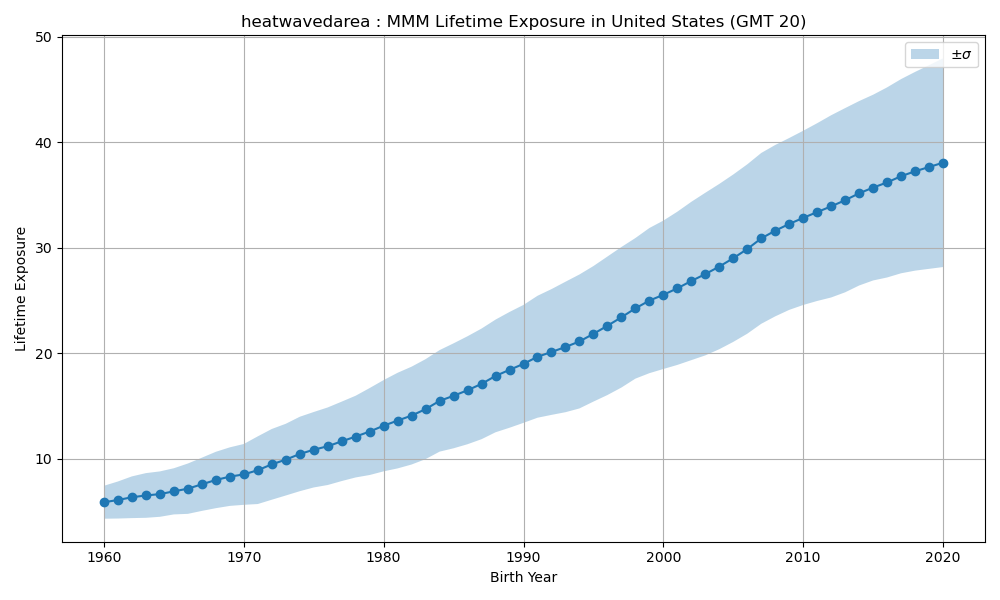 heatwavedarea : MMM Lifetime Exposure in United States (GMT 20)
±σ
Lifetime Exposure
50
40
30
20
10
1960 1970 1980 1990 2000 2010 2020
Birth Year